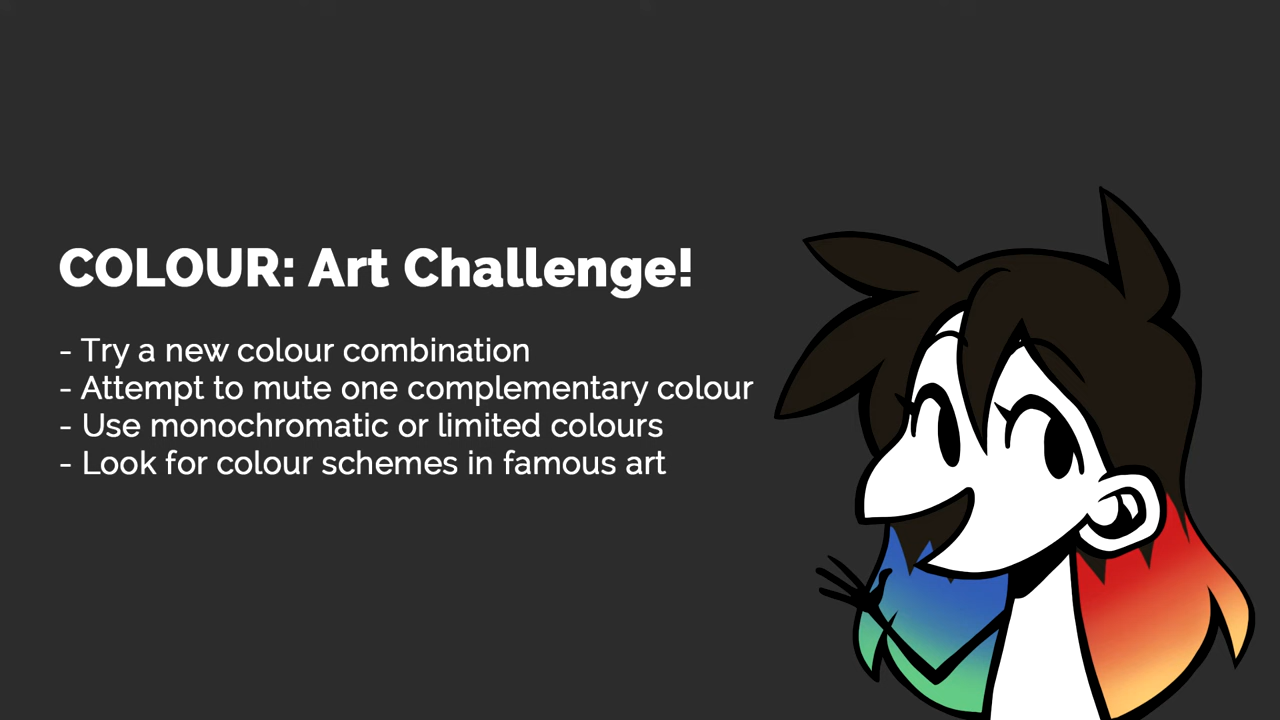 COLOUR: Art Challenge!
- Try a new colour combination
- Attempt to mute one complementary colour
- Use monochromatic or limited colours
- Look for colour schemes in famous art